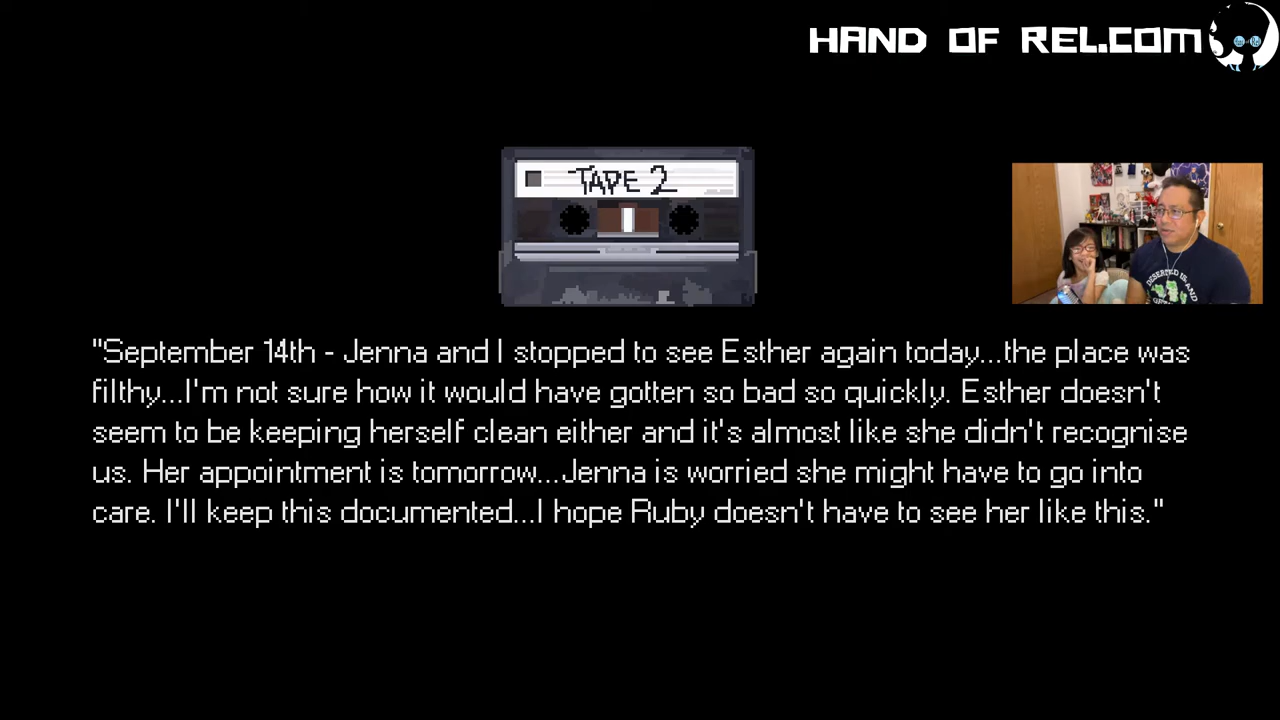 HAND OF REL.COM
TAPE 2
"September 14th - Jenna and I stopped to see Esther again today...the place was
filthy...I'm not sure how it would have gotten so bad so quickly. Esther doesn't
seem to be keeping herself clean either and it's almost like she didn't recognise
us. Her appointment is tomorrow...Jenna is worried she might have to go into
care. I'll keep this documented...I hope Ruby doesn't have to see her like this."
DESERTED ISLAND